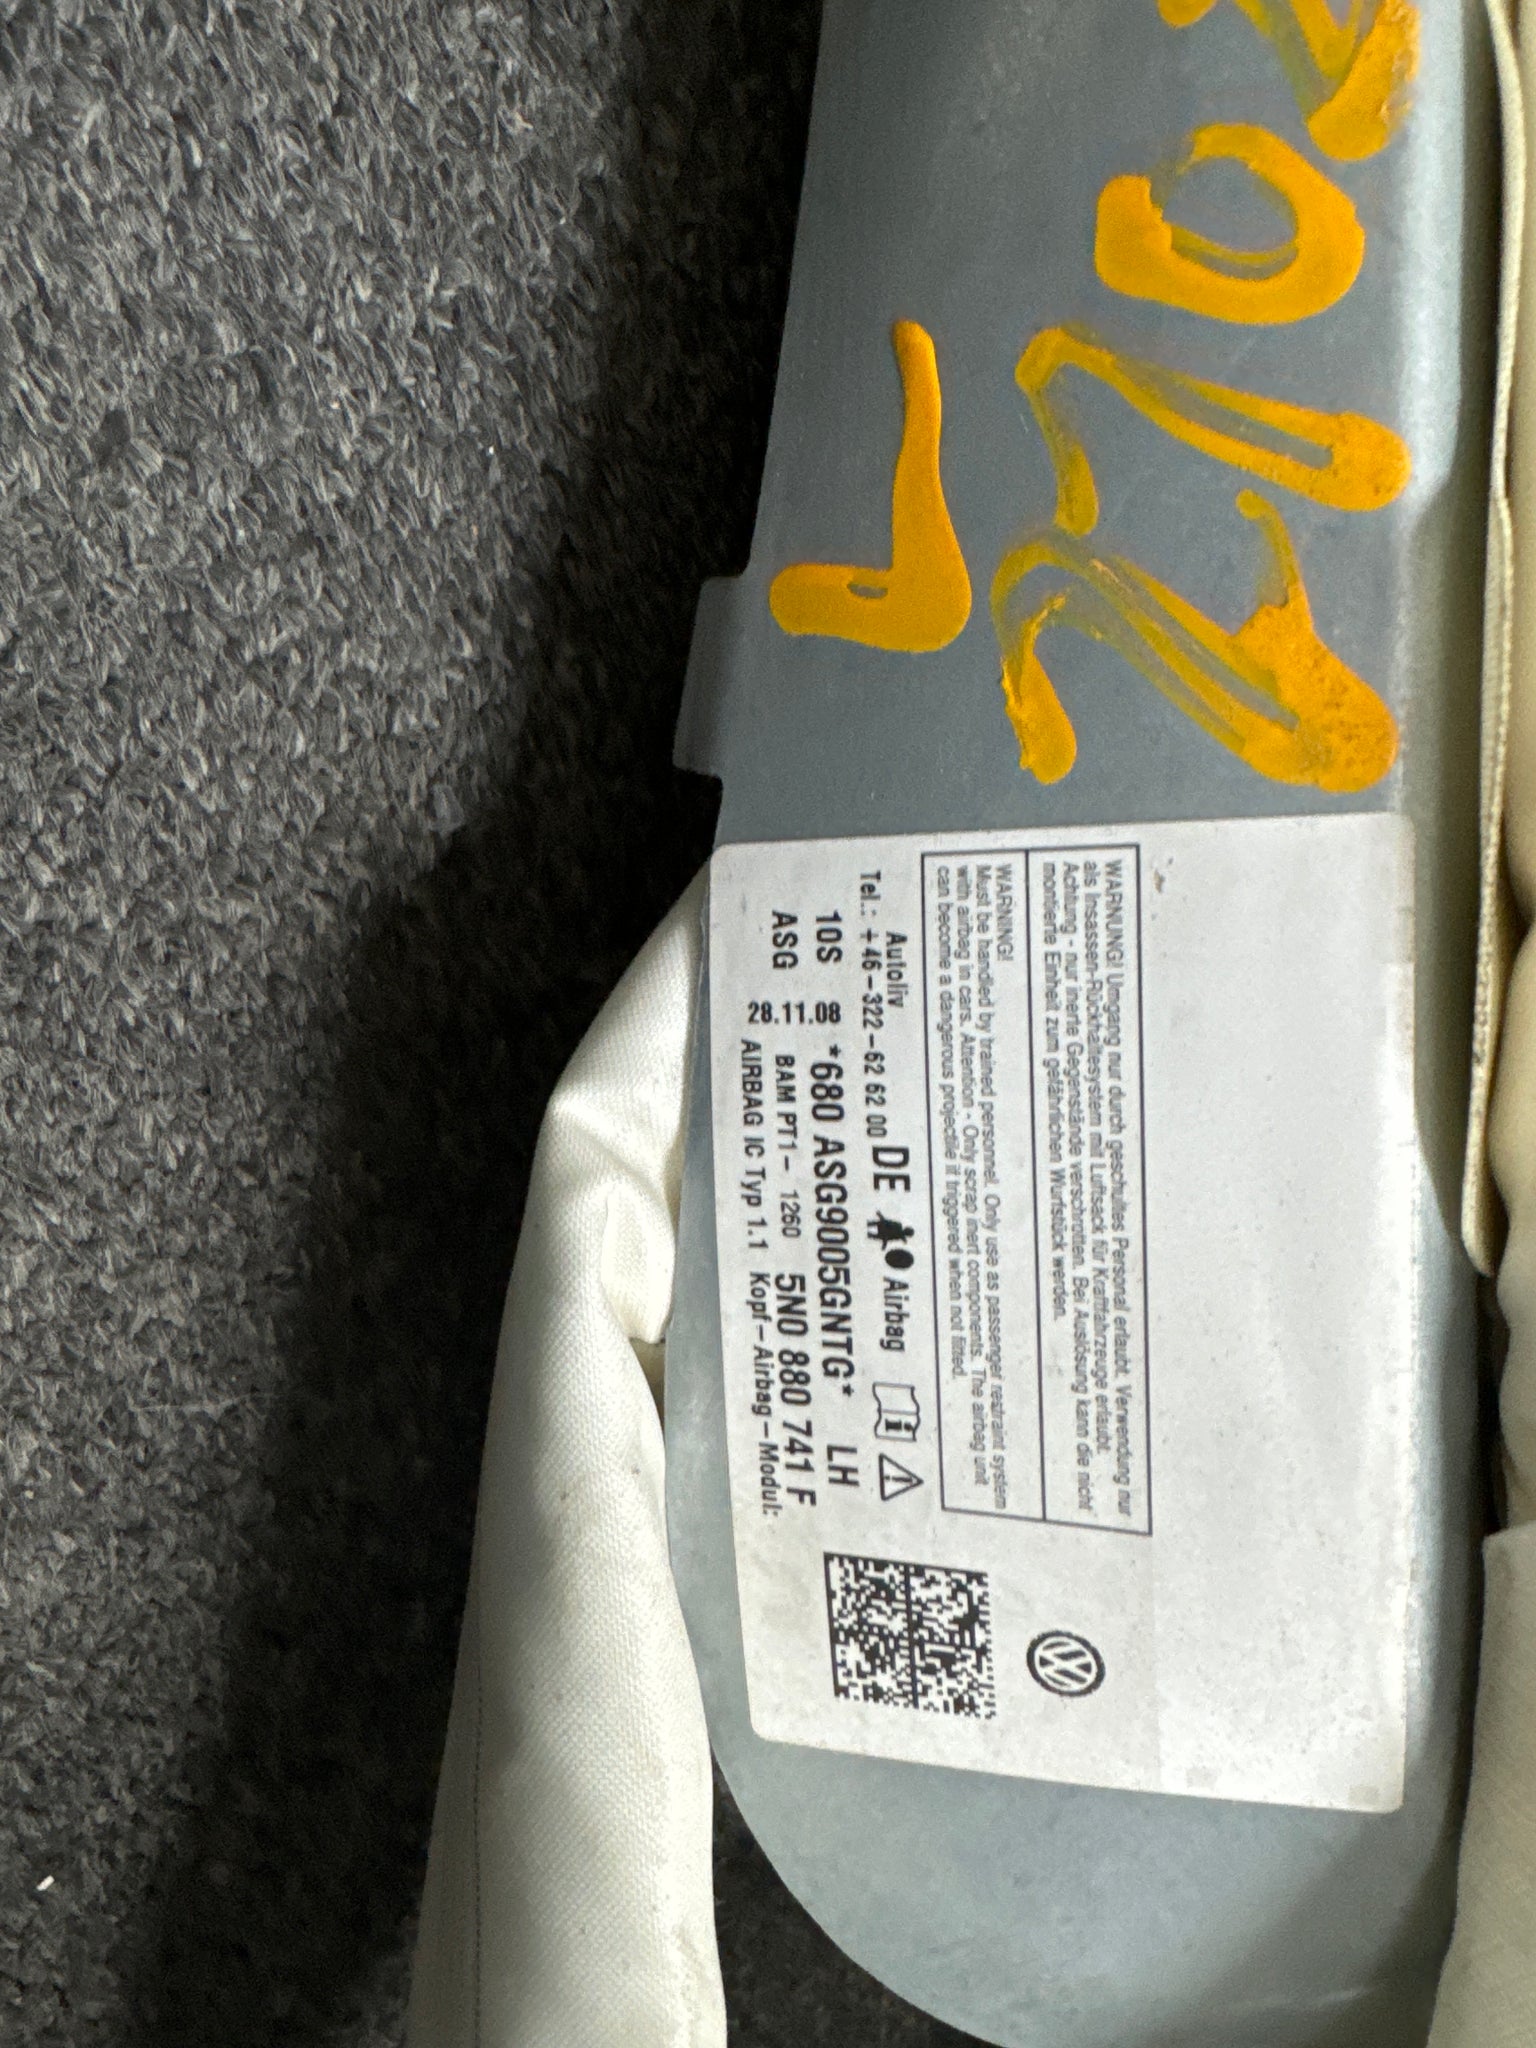 L
270
WARNUNG! Umgang nur durch geschultes Personal erlaubt. Verwendung nur
als Insassen-Rückhaltesystem mit Luftsack für Kraftfahrzeuge erlaubt.
Achtung - nur inerte Gegenstände verschrotten. Bei Auslösung kann die nicht
montierte Einheit zum gefährlichen Wurfstück werden.
WARNING!
Must be handled by trained personnel. Only use as passenger restraint system
with airbag in cars. Attention - Only scrap inert components. The airbag unit
can become a dangerous projectile if triggered when not fitted.
Autoliv
Tel.: +46-322-62 62 00 DE Airbag
10S *680 ASG9005GNTG* LH
ASG 28.11.08 BAM PT1- 1260 5N0 880 741 F
AIRBAG IC Typ 1.1 Kopf-Airbag-Modul: